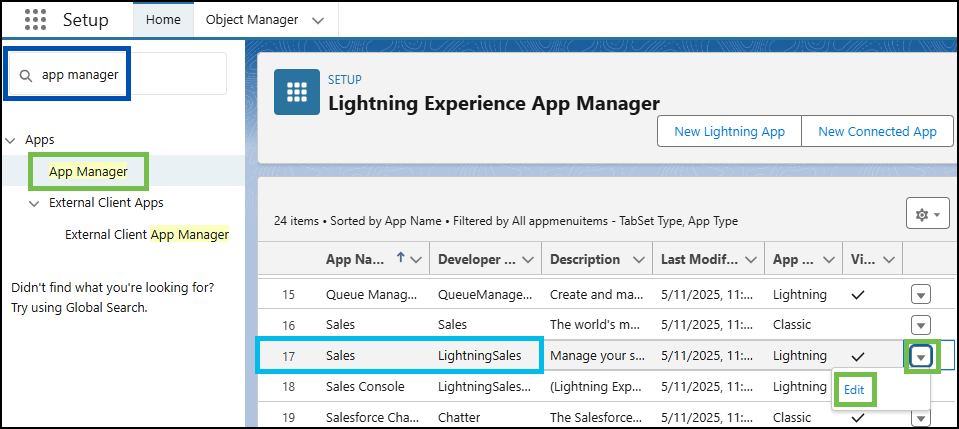 Setup Home Object Manager
app manager
Apps
App Manager
External Client Apps
External Client App Manager
Didn't find what you're looking for?
Try using Global Search.
SETUP
Lightning Experience App Manager
New Lightning App New Connected App
24 items • Sorted by App Name • Filtered by All appmenuitems - TabSet Type, App Type
App Na... Developer ... Description Last Modif... App ... Vi...
15 Queue Manag... QueueManage... Create and ma... 5/11/2025, 11:... Lightning
16 Sales Sales The world's m... 5/11/2025, 11:... Classic
17 Sales LightningSales Manage your s... 5/11/2025, 11:... Lightning
18 Sales Console LightningSales... (Lightning Exp... 5/11/2025, 11:... Lightning
Edit
19 Salesforce Cha... Chatter The Salesforce... 5/11/2025, 11:... Classic